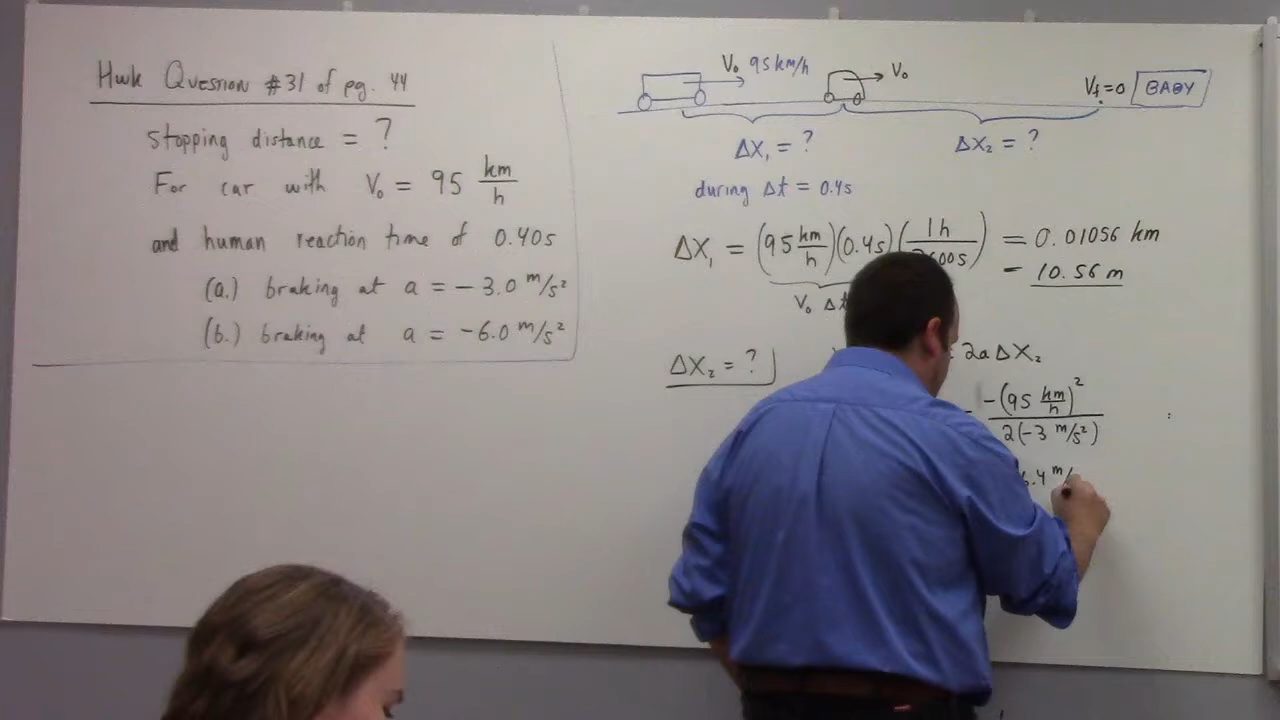 Hwk Question #31 of pg. 44
Stopping distance = ?
For car with V₀ = 95 km/h
and human reaction time of 0.40s
(a.) braking at a = -3.0 m/s²
(b.) braking at a = -6.0 m/s²
V₀ 95km/h
V₀
V_f=0
BABY
ΔX₁ = ?
ΔX₂ = ?
during Δt = 0.4s
ΔX₁ = (95 km/h)(0.4s)(1h/3600s) = 0.01056 km
= 10.56 m
V₀ Δt
ΔX₂ = ?
= 2aΔX₂
-(95 km/h)²
2(-3 m/s²)
6.4 m/